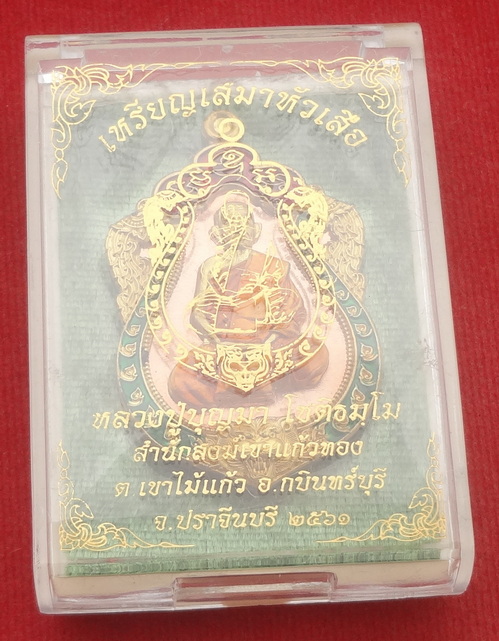 เหรียญเสมาหัวเสือ
หลวงปู่บุญมา โชติธมฺโม
สำนักสงฆ์เขาแก้วทอง
ต.เขาไม้แก้ว อ.กบินทร์บุรี
จ.ปราจีนบุรี ๒๕๖๑